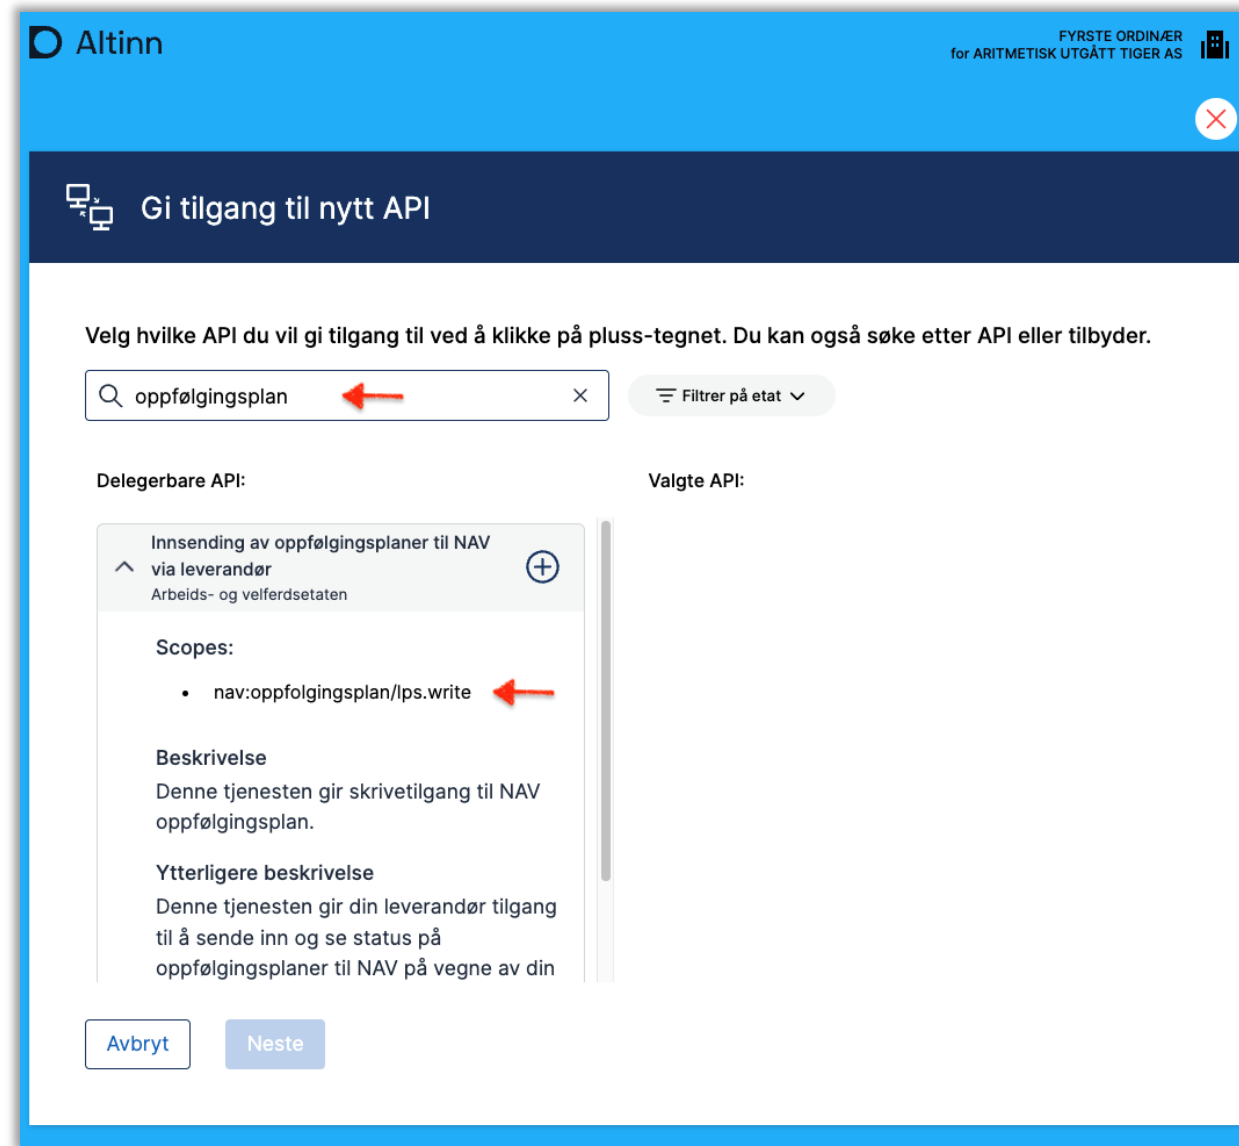 Altinn
FYRSTE ORDINÆR
for ARITMETISK UTGÅTT TIGER AS
Gi tilgang til nytt API
Velg hvilke API du vil gi tilgang til ved å klikke på pluss-tegnet. Du kan også søke etter API eller tilbyder.
oppfølgingsplan
Filtrer på etat
Delegerbare API:
Valgte API:
Innsending av oppfølgingsplaner til NAV
via leverandør
Arbeids- og velferdsetaten
Scopes:
• nav:oppfolgingsplan/lps.write
Beskrivelse
Denne tjenesten gir skrivetilgang til NAV
oppfølgingsplan.
Ytterligere beskrivelse
Denne tjenesten gir din leverandør tilgang
til å sende inn og se status på
oppfølgingsplaner til NAV på vegne av din
Avbryt
Neste